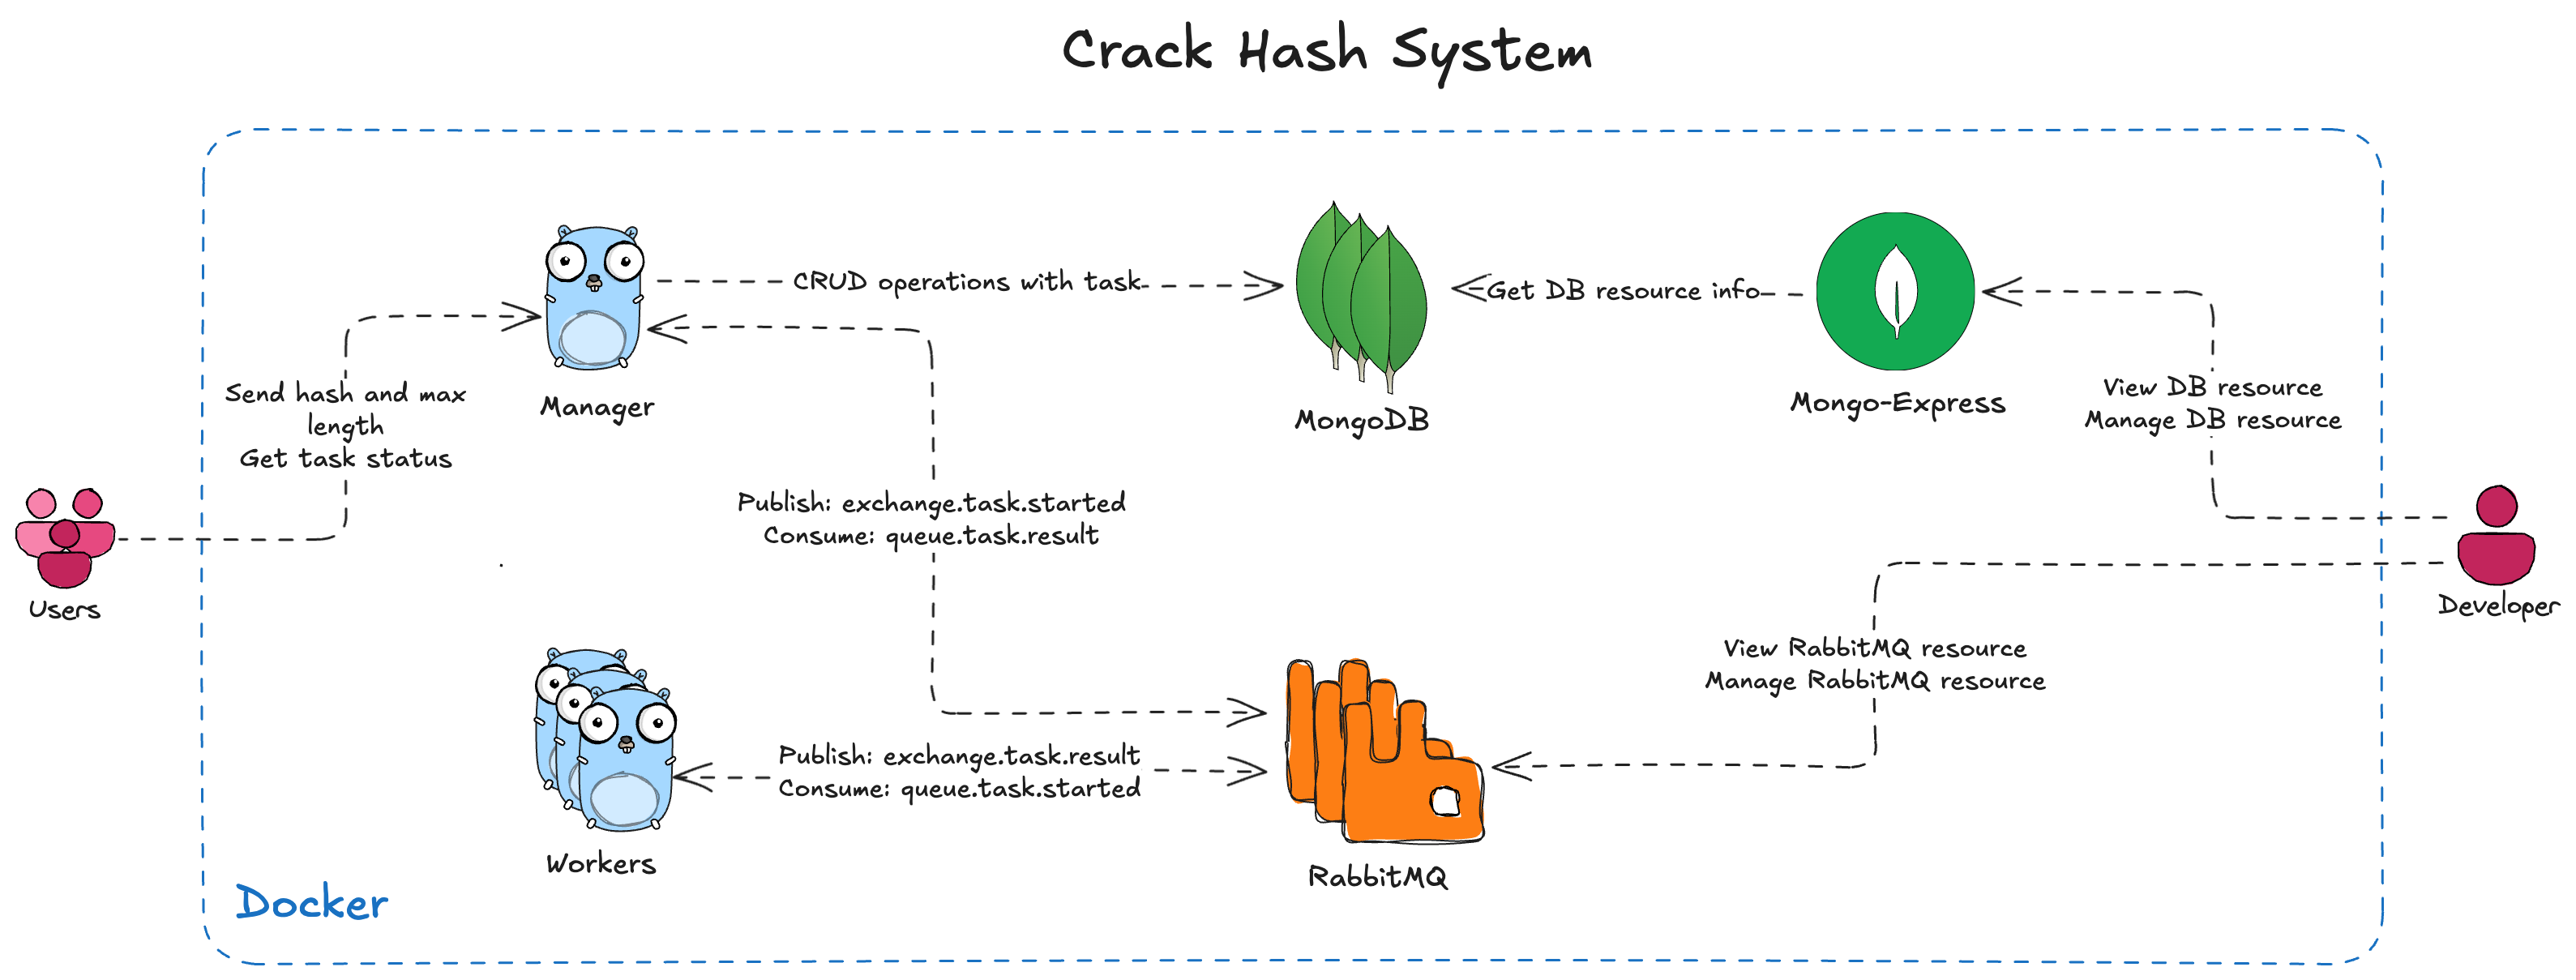 Crack Hash System
CRUD operations with task
Get DB resource info
Send hash and max
length
Get task status
Manager
MongoDB
Mongo-Express
View DB resource
Manage DB resource
Publish: exchange.task.started
Consume: queue.task.result
Users
Developer
View RabbitMQ resource
Manage RabbitMQ resource
Publish: exchange.task.result
Consume: queue.task.started
Workers
RabbitMQ
Docker